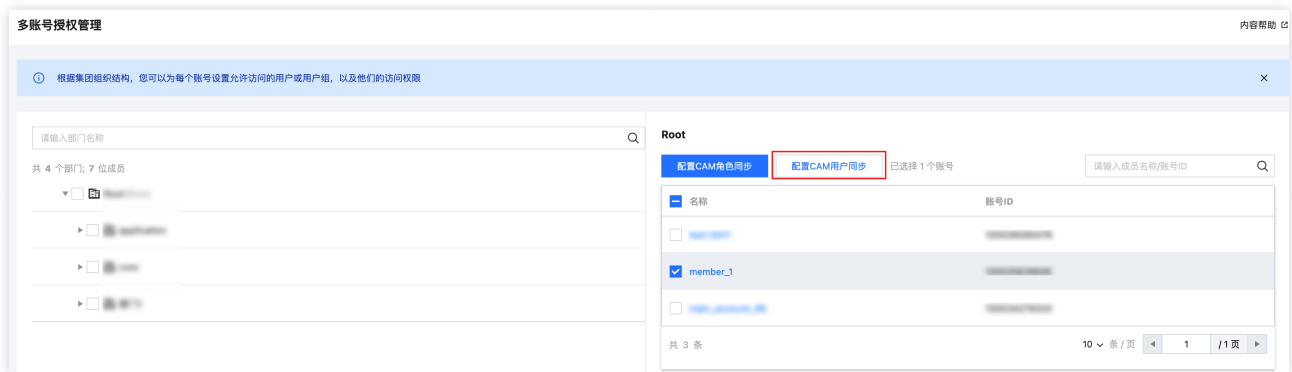 多账号授权管理
内容帮助
根据集团组织结构，您可以为每个账号设置允许访问的用户或用户组，以及他们的访问权限
请输入部门名称
共 4 个部门; 7 位成员
Root
配置CAM角色同步 配置CAM用户同步 已选择 1 个账号 请输入成员名称/账号ID
名称 账号ID
member_1
共 3 条 10 条 / 页 1 / 1 页